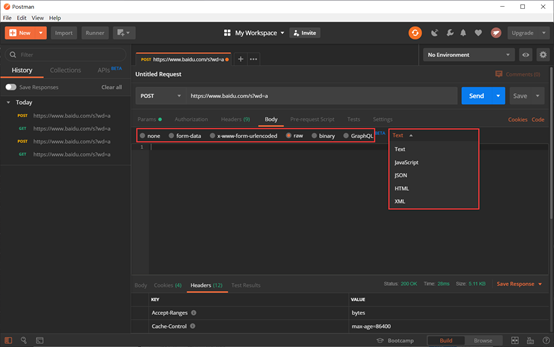 Postman
File Edit View Help
New Import Runner My Workspace Invite Upgrade
Filter
History Collections APIs BETA
Save Responses Clear all
Today
POST https://www.baidu.com/s?wd=a
GET https://www.baidu.com/s?wd=a
POST https://www.baidu.com/s?wd=a
GET https://www.baidu.com/s?wd=a
POST https://www.baidu.com/s?wd=a
No Environment
Untitled Request
Comments (0)
POST https://www.baidu.com/s?wd=a Send Save
Params Authorization Headers (9) Body Pre-request Script Tests Settings Cookies Code
none form-data x-www-form-urlencoded raw binary GraphQL BETA Text
1
Text
JavaScript
JSON
HTML
XML
Body Cookies (4) Headers (12) Test Results Status: 200 OK Time: 38ms Size: 5.11 KB Save Response
KEY VALUE
Accept-Ranges bytes
Cache-Control max-age=86400
Bootcamp Build Browse